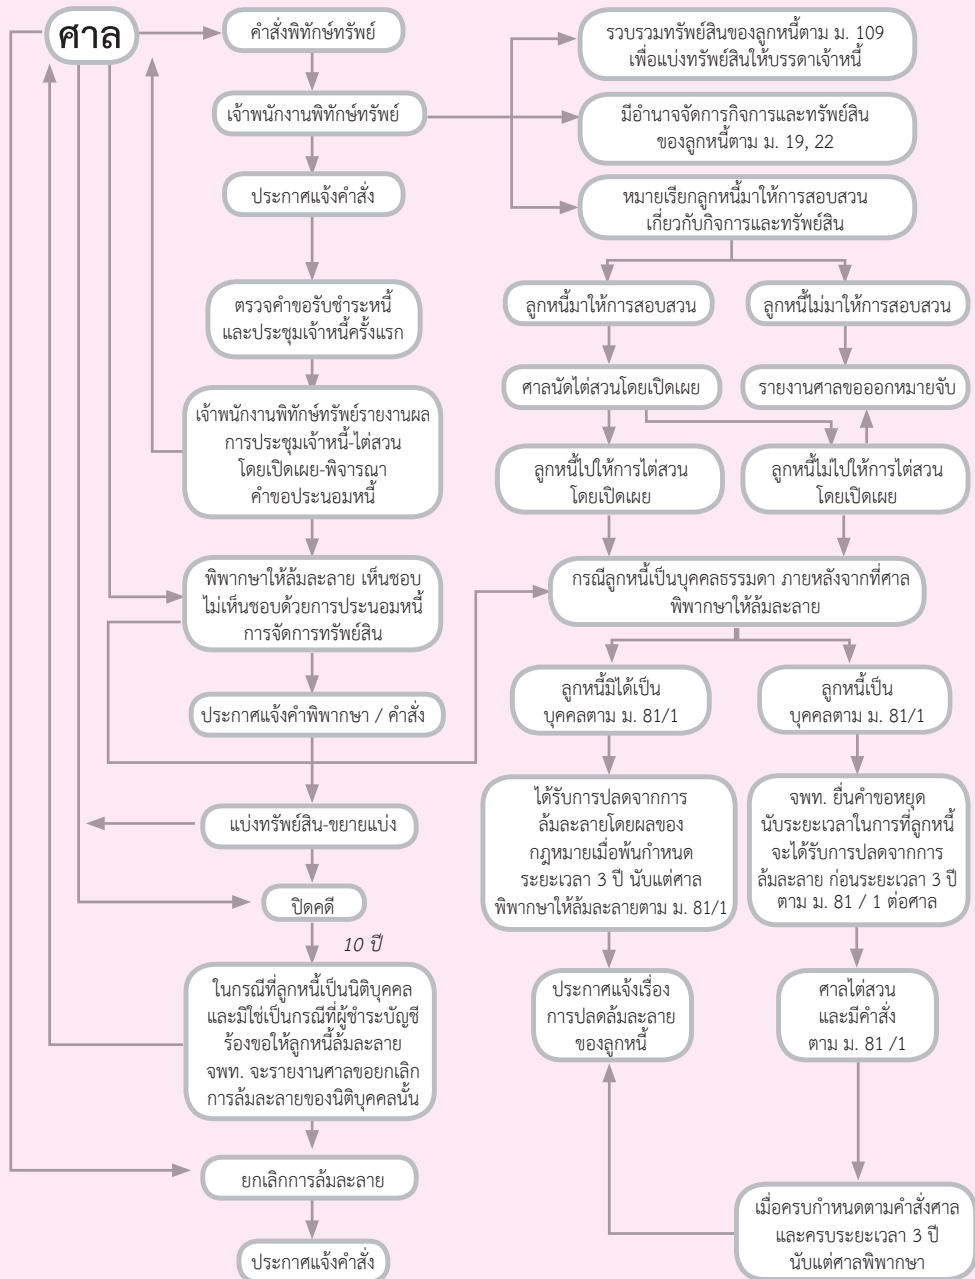 ศาล
คำสั่งพิทักษ์ทรัพย์
เจ้าพนักงานพิทักษ์ทรัพย์
ประกาศแจ้งคำสั่ง
ตรวจคำขอรับชำระหนี้
และประชุมเจ้าหนี้ครั้งแรก
เจ้าพนักงานพิทักษ์ทรัพย์รายงานผล
การประชุมเจ้าหนี้-ไต่สวน
โดยเปิดเผย-พิจารณา
คำขอประนอมหนี้
พิพากษาให้ล้มละลาย เห็นชอบ
ไม่เห็นชอบด้วยการประนอมหนี้
การจัดการทรัพย์สิน
ประกาศแจ้งคำพิพากษา / คำสั่ง
แบ่งทรัพย์สิน-ขยายแบ่ง
ปิดคดี
10 ปี
ในกรณีที่ลูกหนี้เป็นนิติบุคคล
และมิใช่เป็นกรณีที่ผู้ชำระบัญชี
ร้องขอให้ลูกหนี้ล้มละลาย
จพท. จะรายงานศาลขอยกเลิก
การล้มละลายของนิติบุคคลนั้น
ยกเลิกการล้มละลาย
ประกาศแจ้งคำสั่ง
รวบรวมทรัพย์สินของลูกหนี้ตาม ม. 109
เพื่อแบ่งทรัพย์สินให้บรรดาเจ้าหนี้
มีอำนาจจัดการกิจการและทรัพย์สิน
ของลูกหนี้ตาม ม. 19, 22
หมายเรียกลูกหนี้มาให้การสอบสวน
เกี่ยวกับกิจการและทรัพย์สิน
ลูกหนี้มาให้การสอบสวน
ลูกหนี้ไม่มาให้การสอบสวน
ศาลนัดไต่สวนโดยเปิดเผย
รายงานศาลขอออกหมายจับ
ลูกหนี้ไปให้การไต่สวน
โดยเปิดเผย
ลูกหนี้ไม่ไปให้การไต่สวน
โดยเปิดเผย
กรณีลูกหนี้เป็นบุคคลธรรมดา ภายหลังจากที่ศาล
พิพากษาให้ล้มละลาย
ลูกหนี้มิได้เป็น
บุคคลตาม ม. 81/1
ลูกหนี้เป็น
บุคคลตาม ม. 81/1
ได้รับการปลดจากการ
ล้มละลายโดยผลของ
กฎหมายเมื่อพ้นกำหนด
ระยะเวลา 3 ปี นับแต่ศาล
พิพากษาให้ล้มละลายตาม ม. 81/1
จพท. ยื่นคำขอหยุด
นับระยะเวลาในการที่ลูกหนี้
จะได้รับการปลดจากการ
ล้มละลาย ก่อนระยะเวลา 3 ปี
ตาม ม. 81 / 1 ต่อศาล
ประกาศแจ้งเรื่อง
การปลดล้มละลาย
ของลูกหนี้
ศาลไต่สวน
และมีคำสั่ง
ตาม ม. 81 /1
เมื่อครบกำหนดตามคำสั่งศาล
และครบระยะเวลา 3 ปี
นับแต่ศาลพิพากษา